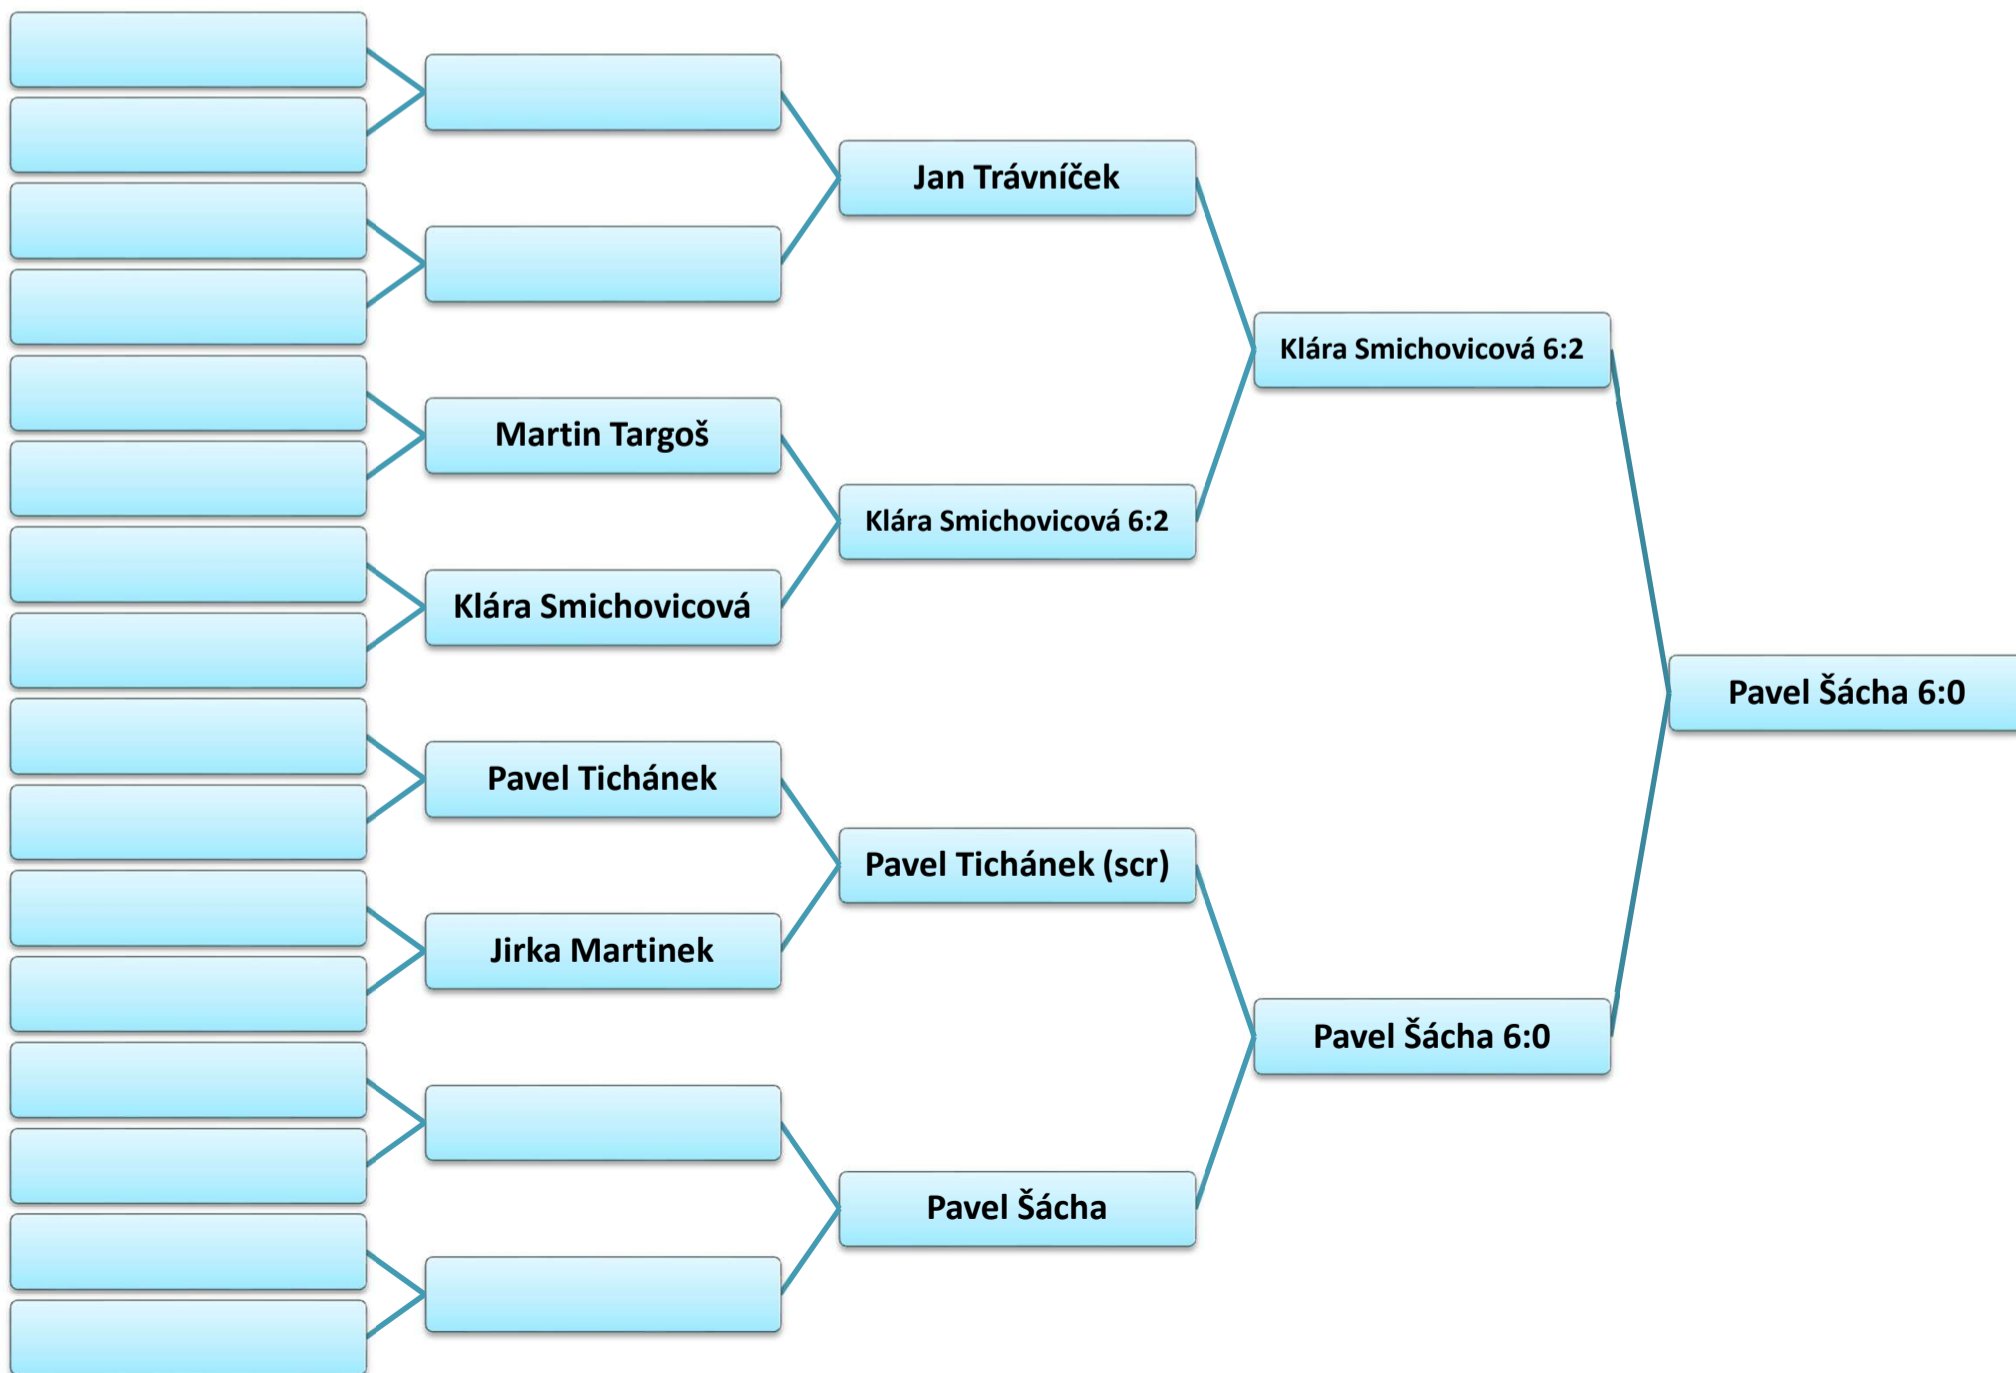 Jan Trávníček
Klára Smichovicová 6:2
Martin Targoš
Klára Smichovicová 6:2
Klára Smichovicová
Pavel Šácha 6:0
Pavel Tichánek
Pavel Tichánek (scr)
Jirka Martinek
Pavel Šácha 6:0
Pavel Šácha